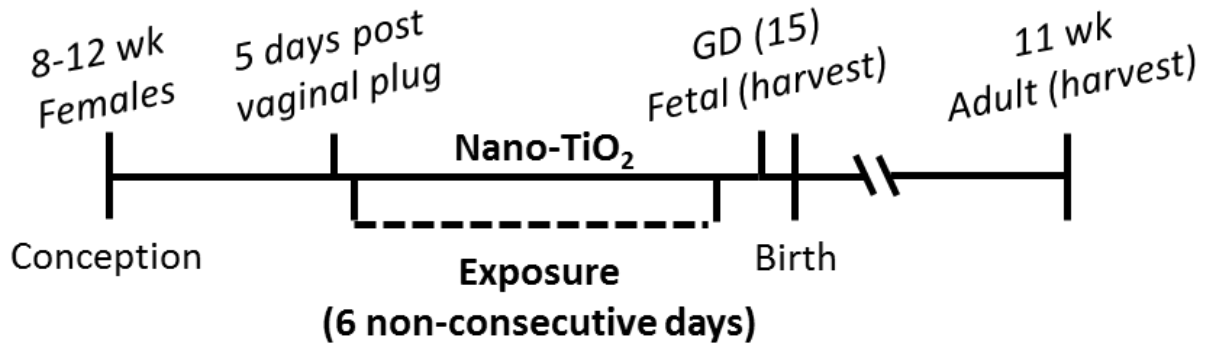 8-12 wk
Females
5 days post
vaginal plug
GD (15)
Fetal (harvest)
11 wk
Adult (harvest)
Nano-TiO₂
Conception
Exposure
(6 non-consecutive days)
Birth